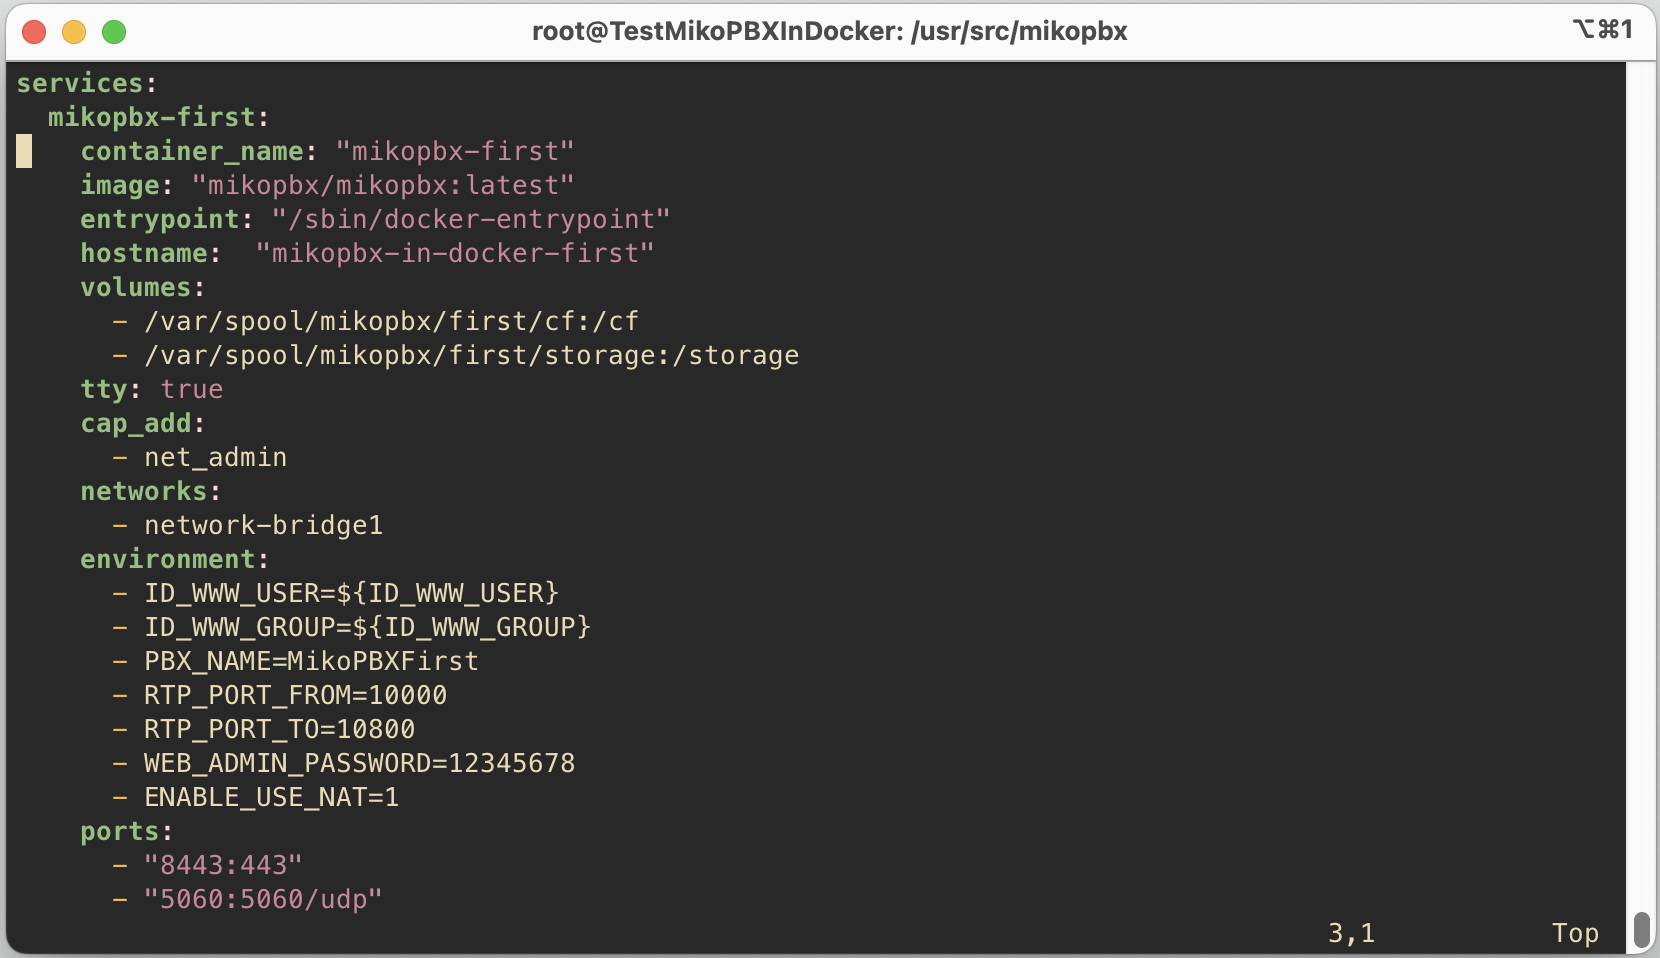 root@TestMikoPBXInDocker: /usr/src/mikopbx
⌥⌘1
services:
  mikopbx-first:
    container_name: "mikopbx-first"
    image: "mikopbx/mikopbx:latest"
    entrypoint: "/sbin/docker-entrypoint"
    hostname:  "mikopbx-in-docker-first"
    volumes:
      - /var/spool/mikopbx/first/cf:/cf
      - /var/spool/mikopbx/first/storage:/storage
    tty: true
    cap_add:
      - net_admin
    networks:
      - network-bridge1
    environment:
      - ID_WWW_USER=${ID_WWW_USER}
      - ID_WWW_GROUP=${ID_WWW_GROUP}
      - PBX_NAME=MikoPBXFirst
      - RTP_PORT_FROM=10000
      - RTP_PORT_TO=10800
      - WEB_ADMIN_PASSWORD=12345678
      - ENABLE_USE_NAT=1
    ports:
      - "8443:443"
      - "5060:5060/udp"
3,1 Top